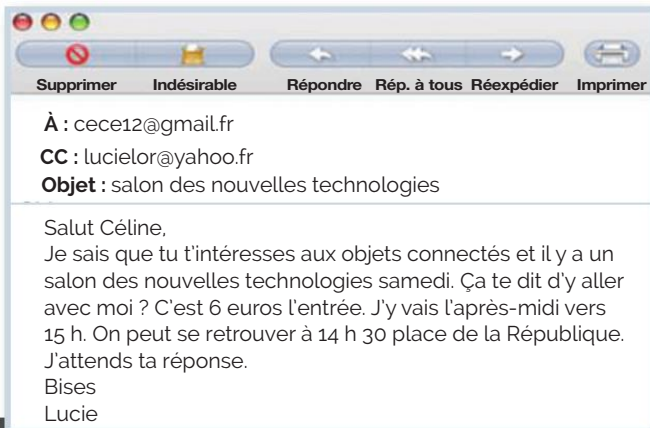 Supprimer Indésirable Répondre Rép. à tous Réexpédier Imprimer
À : cece12@gmail.fr
CC : lucielor@yahoo.fr
Objet : salon des nouvelles technologies
Salut Céline,
Je sais que tu t'intéresses aux objets connectés et il y a un
salon des nouvelles technologies samedi. Ça te dit d'y aller
avec moi ? C'est 6 euros l'entrée. J'y vais l'après-midi vers
15 h. On peut se retrouver à 14 h 30 place de la République.
J'attends ta réponse.
Bises
Lucie